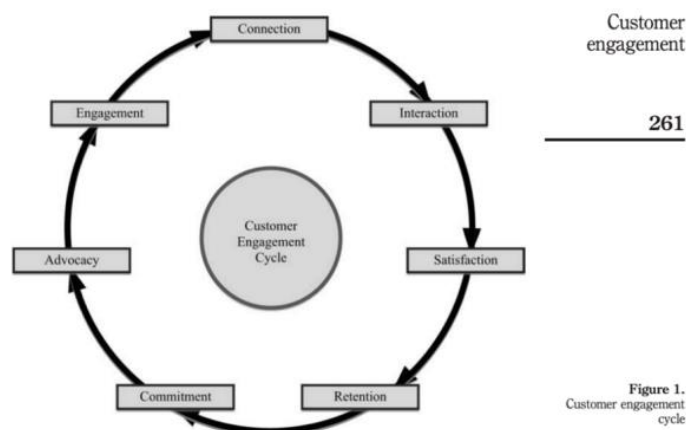 Customer
engagement
261
Connection
Interaction
Satisfaction
Retention
Commitment
Advocacy
Engagement
Customer
Engagement
Cycle
Figure 1.
Customer engagement
cycle